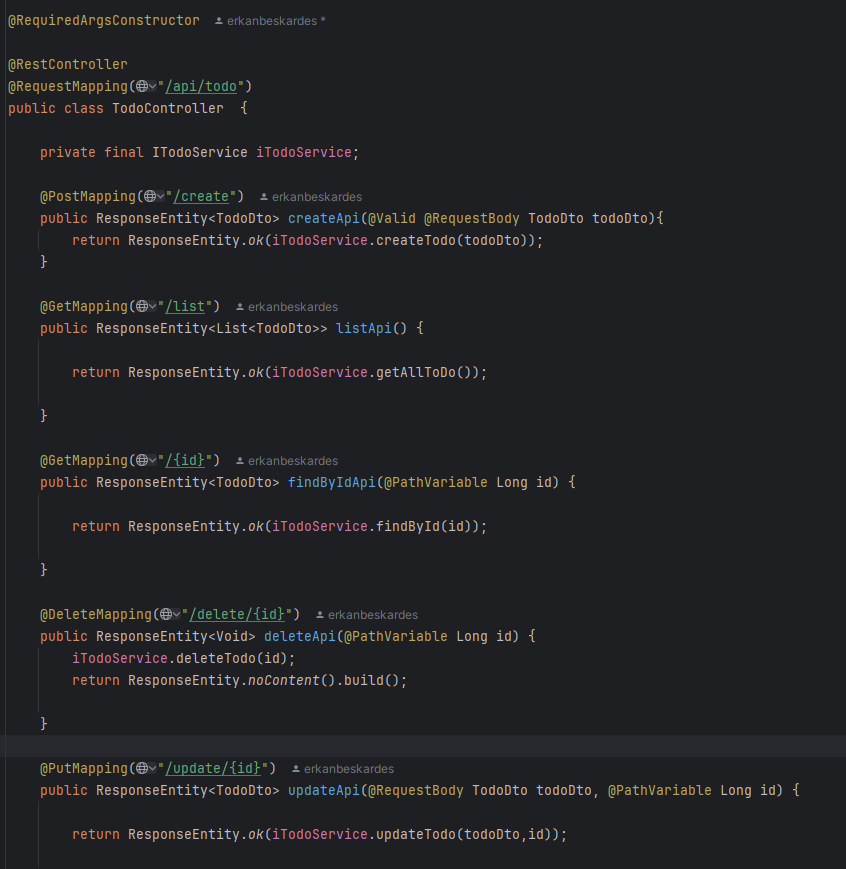 @RequiredArgsConstructor erkanbeskardes *
@RestController
@RequestMapping("/api/todo")
public class TodoController  {
private final ITodoService iTodoService;
@PostMapping("/create") erkanbeskardes
public ResponseEntity<TodoDto> createApi(@Valid @RequestBody TodoDto todoDto){
return ResponseEntity.ok(iTodoService.createTodo(todoDto));
}
@GetMapping("/list") erkanbeskardes
public ResponseEntity<List<TodoDto>> listApi() {
return ResponseEntity.ok(iTodoService.getAllToDo());
}
@GetMapping("/{id}") erkanbeskardes
public ResponseEntity<TodoDto> findByIdApi(@PathVariable Long id) {
return ResponseEntity.ok(iTodoService.findById(id));
}
@DeleteMapping("/delete/{id}") erkanbeskardes
public ResponseEntity<Void> deleteApi(@PathVariable Long id) {
iTodoService.deleteTodo(id);
return ResponseEntity.noContent().build();
}
@PutMapping("/update/{id}") erkanbeskardes
public ResponseEntity<TodoDto> updateApi(@RequestBody TodoDto todoDto, @PathVariable Long id) {
return ResponseEntity.ok(iTodoService.updateTodo(todoDto,id));